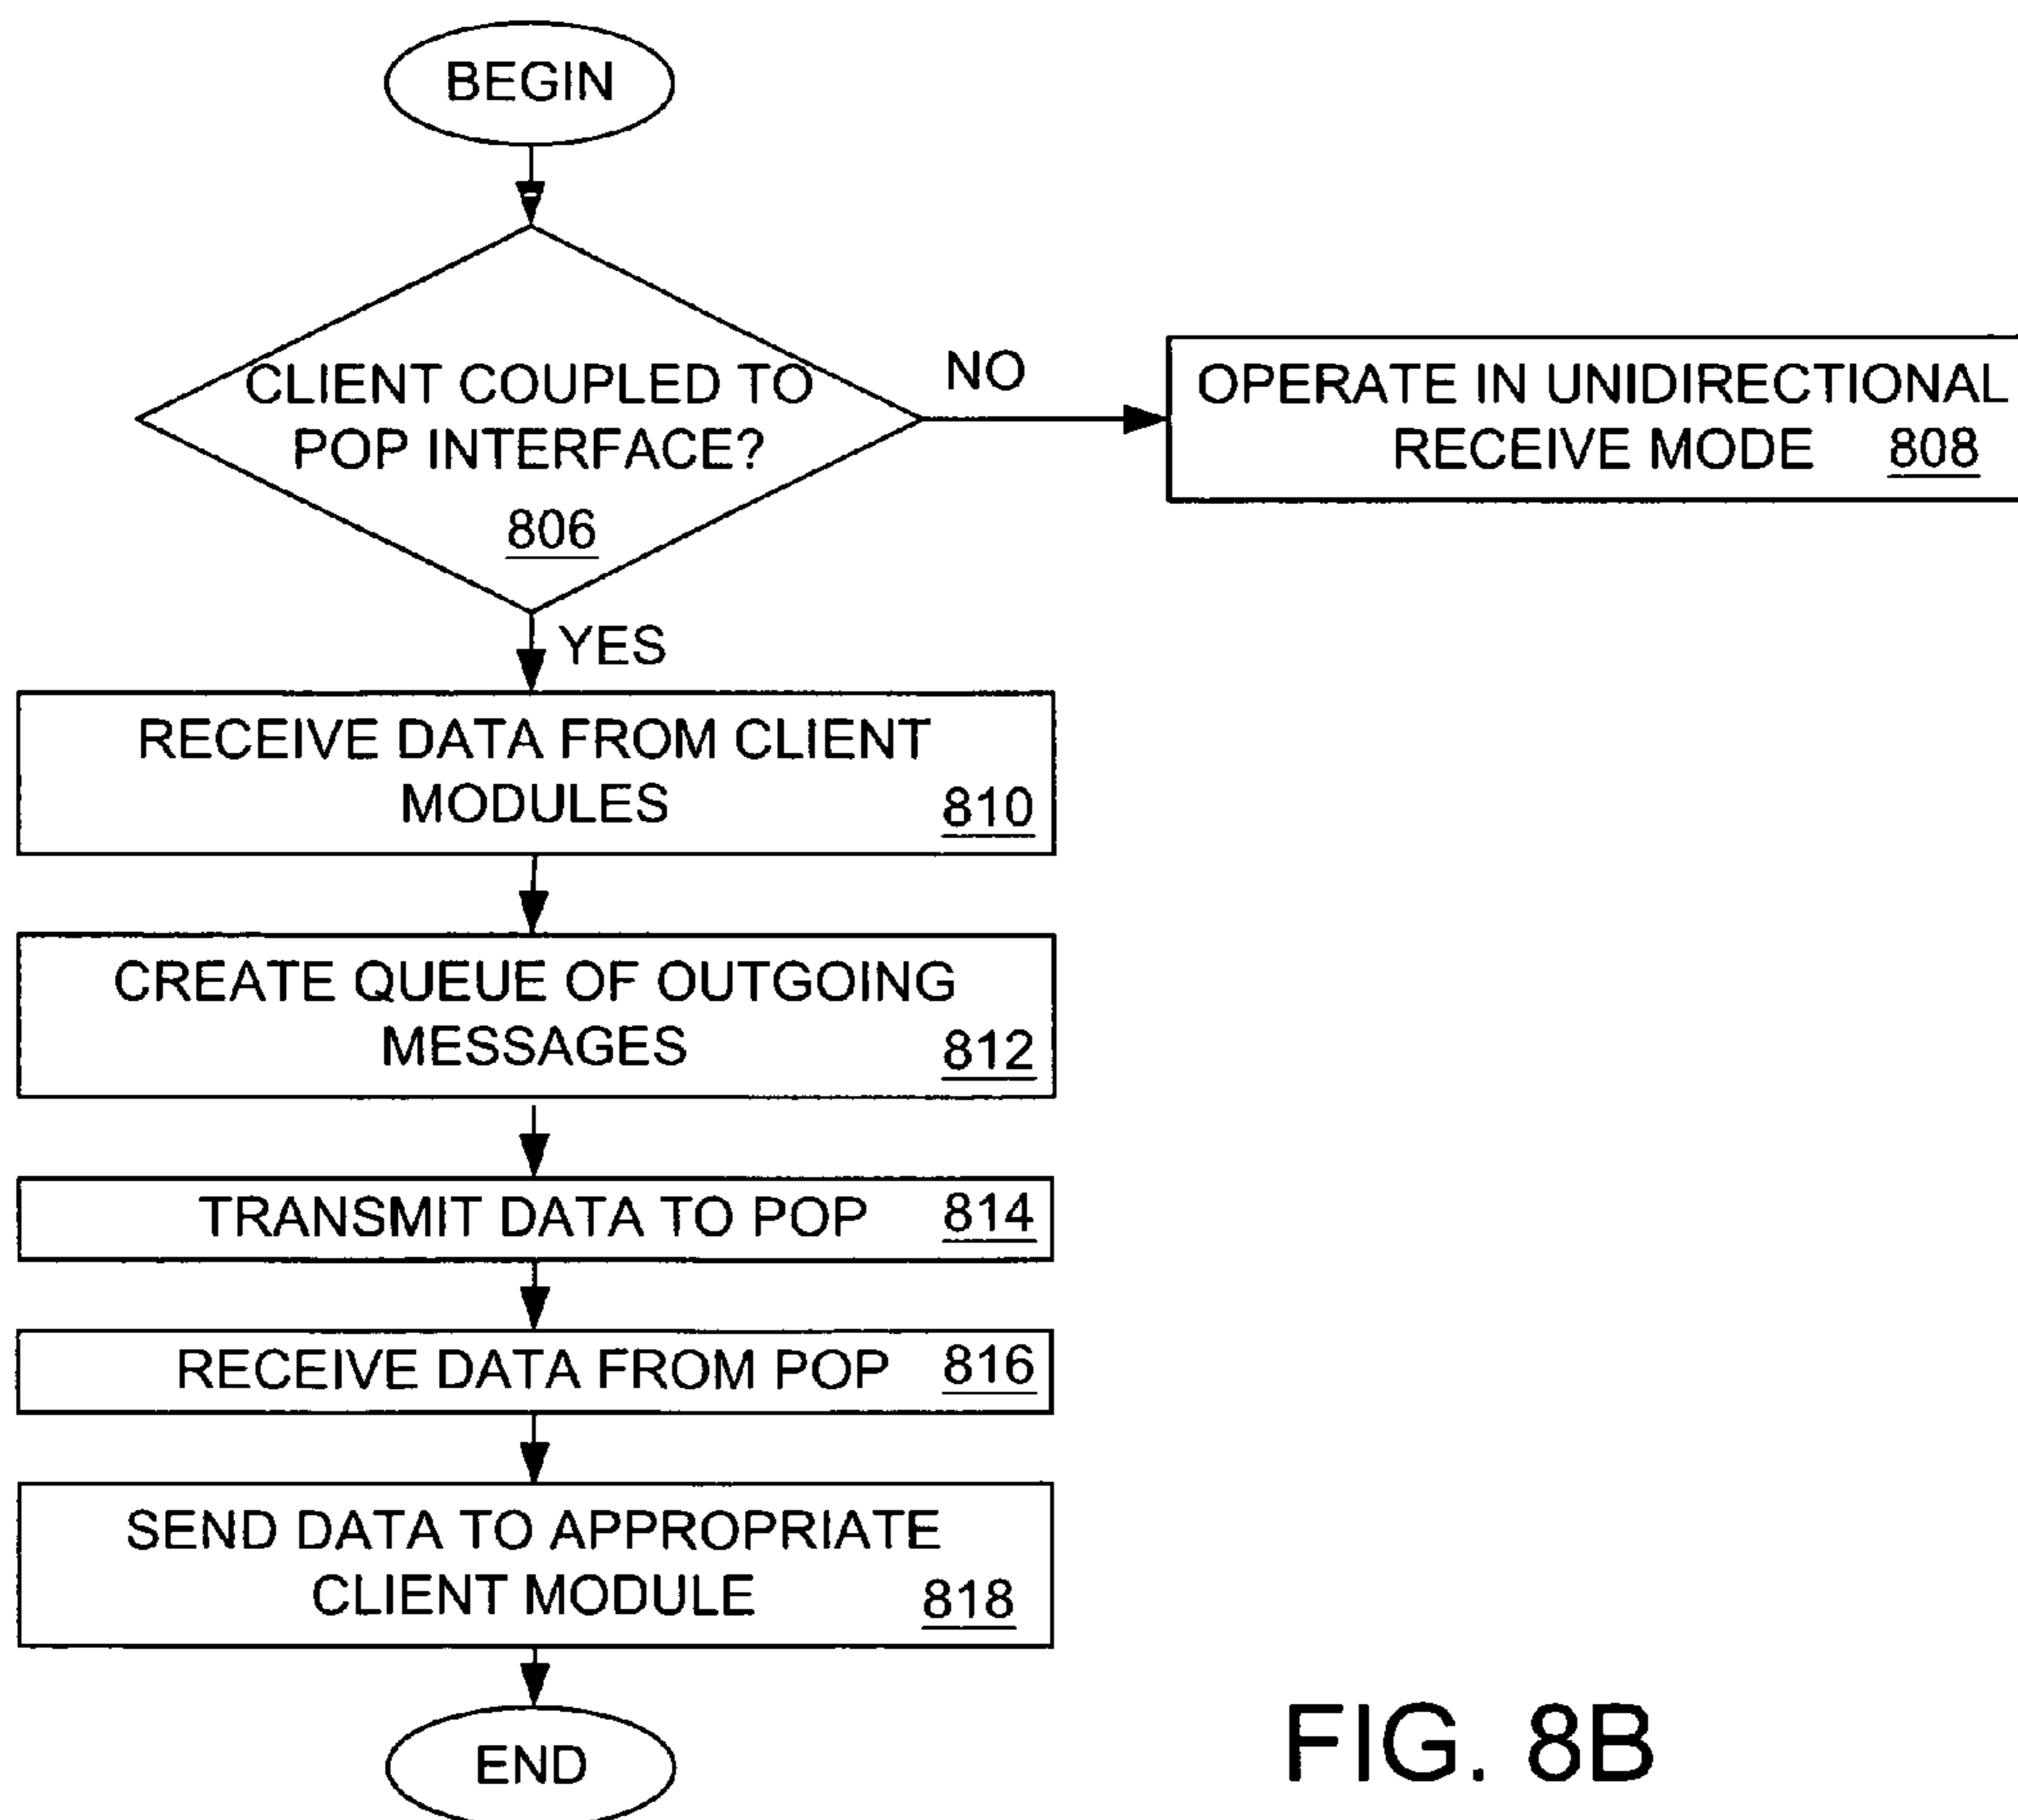 BEGIN
CLIENT COUPLED TO
POP INTERFACE?
806
NO
OPERATE IN UNIDIRECTIONAL
RECEIVE MODE 808
YES
RECEIVE DATA FROM CLIENT
MODULES 810
CREATE QUEUE OF OUTGOING
MESSAGES 812
TRANSMIT DATA TO POP 814
RECEIVE DATA FROM POP 816
SEND DATA TO APPROPRIATE
CLIENT MODULE 818
END
FIG. 8B